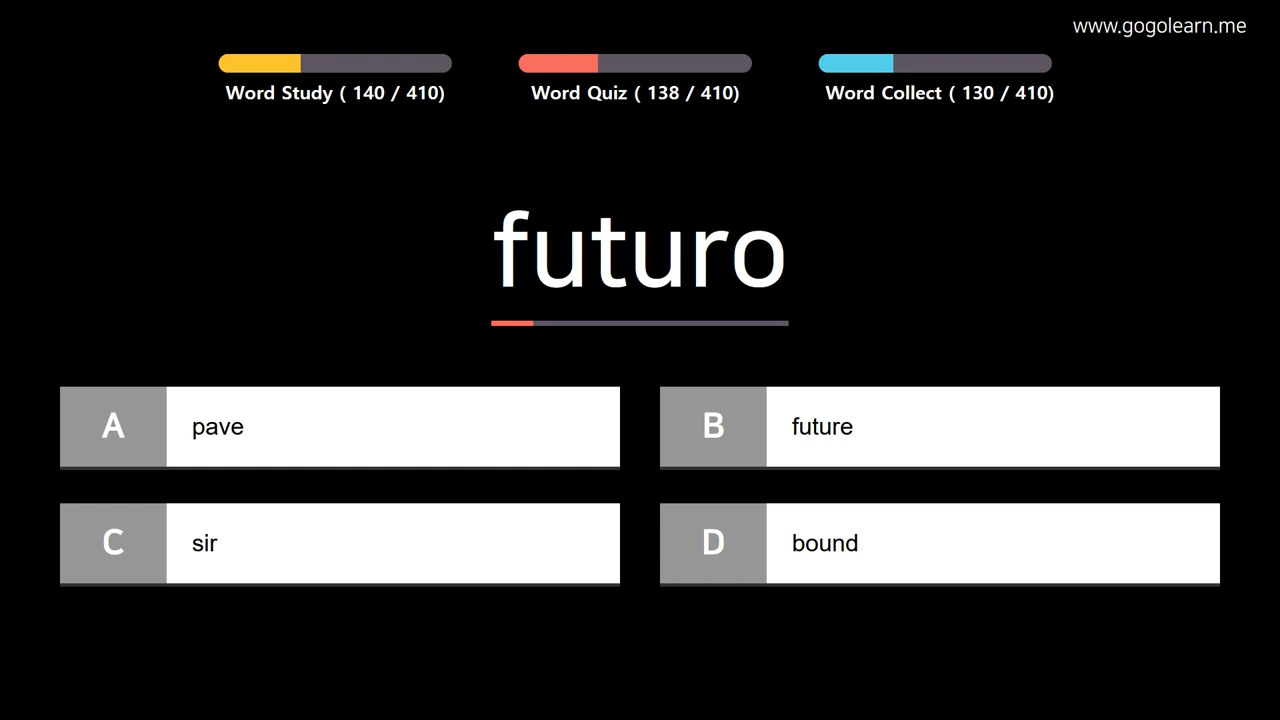 www.gogolearn.me
Word Study ( 140 / 410)
Word Quiz ( 138 / 410)
Word Collect ( 130 / 410)
futuro
A pave
B future
C sir
D bound